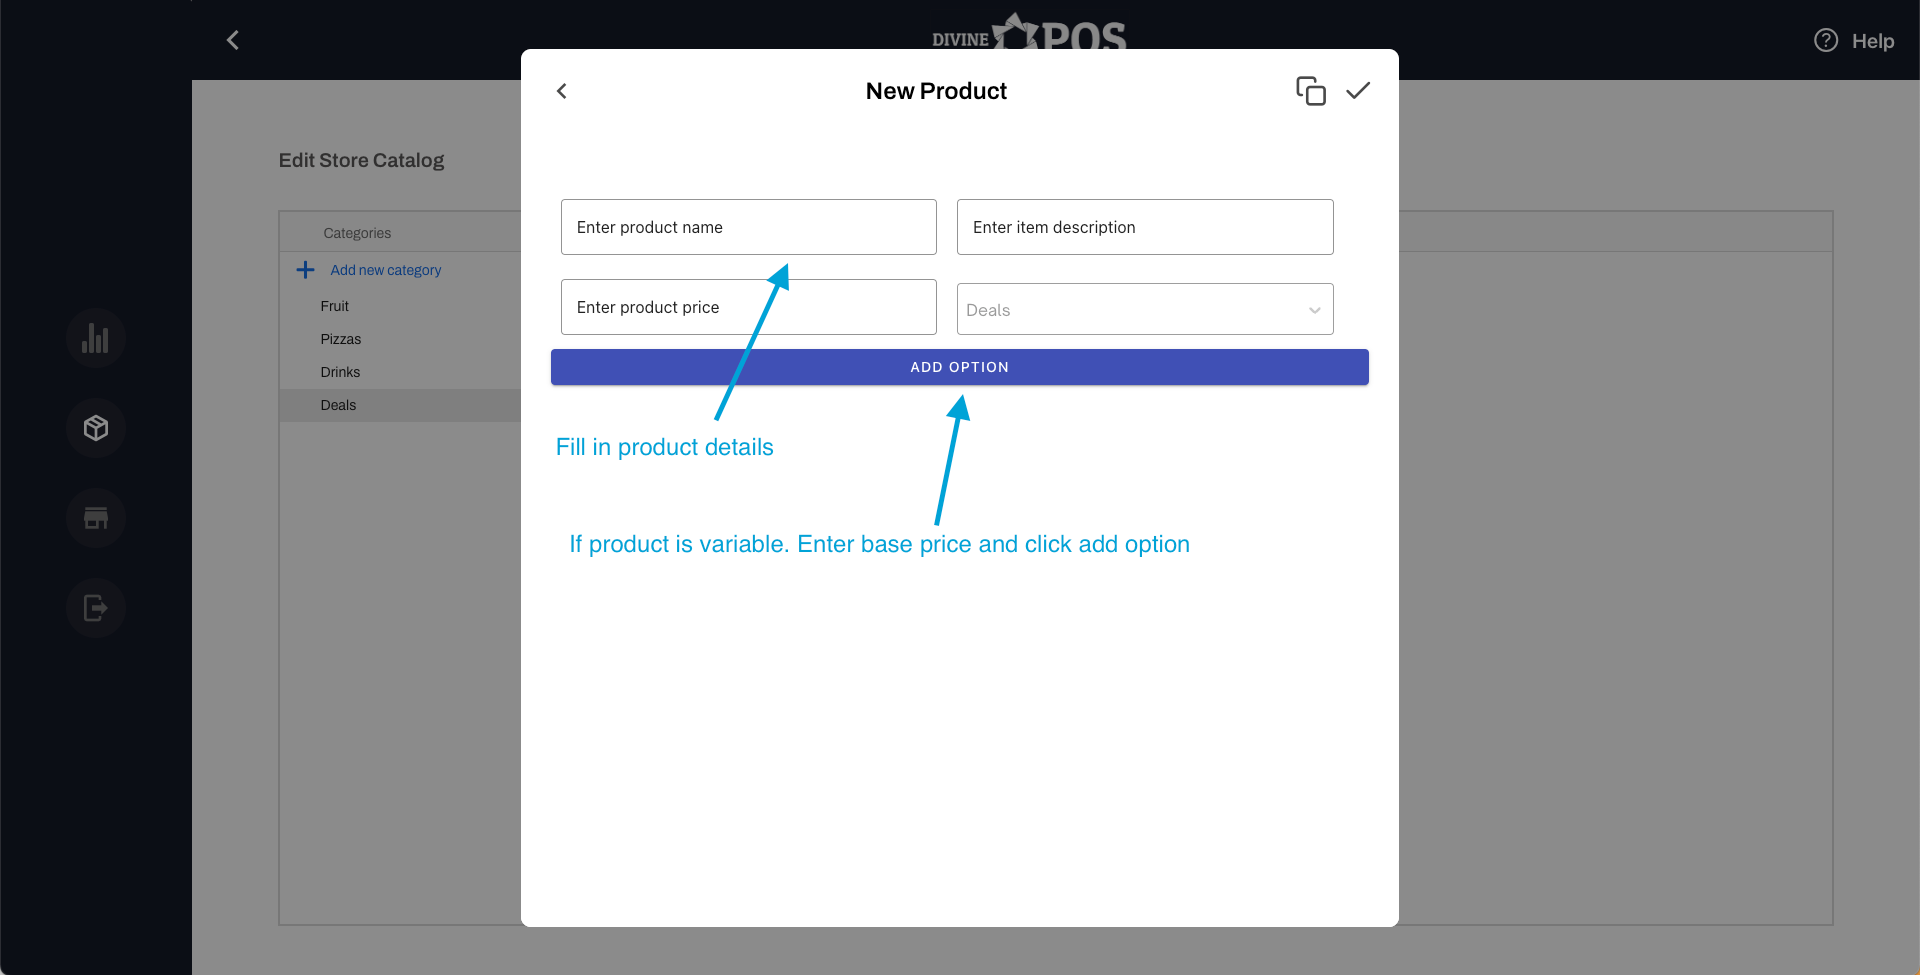 DIVINE POS
Help
New Product
Edit Store Catalog
Enter product name
Enter item description
Categories
Add new category
Fruit
Enter product price
Deals
Pizzas
ADD OPTION
Drinks
Deals
Fill in product details
If product is variable. Enter base price and click add option